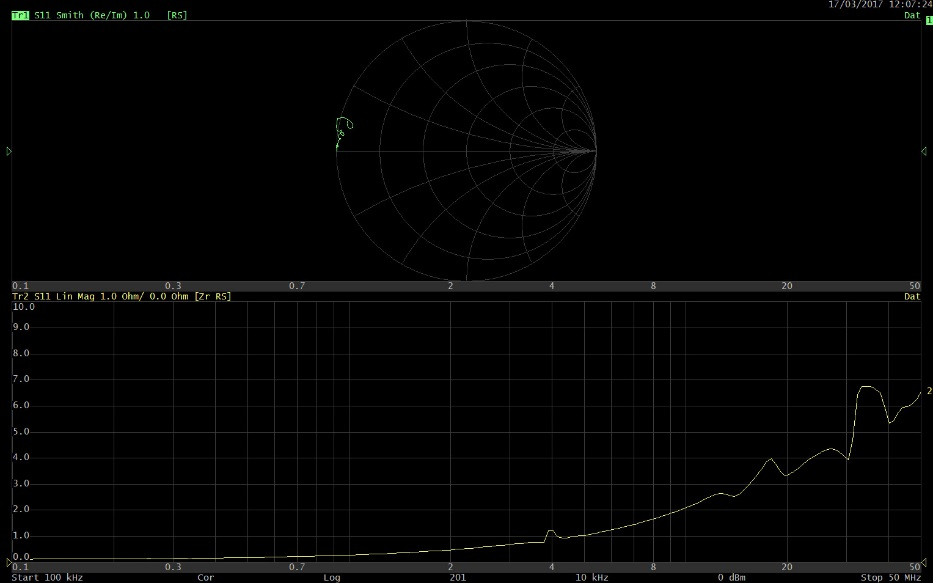 17/03/2017 12:07:24
Tr1 S11 Smith (Re/Im) 1.0 [RS] Dat
1
0.1 0.3 0.7 2 4 8 20 50
Tr2 S11 Lin Mag 1.0 Ohm/ 0.0 Ohm [Zr RS] Dat
10.0
9.0
8.0
7.0
2
6.0
5.0
4.0
3.0
2.0
1.0
0.0
0.1 0.3 0.7 2 4 8 20 50
Start 100 kHz Cor Log 201 10 kHz 0 dBm Stop 50 MHz